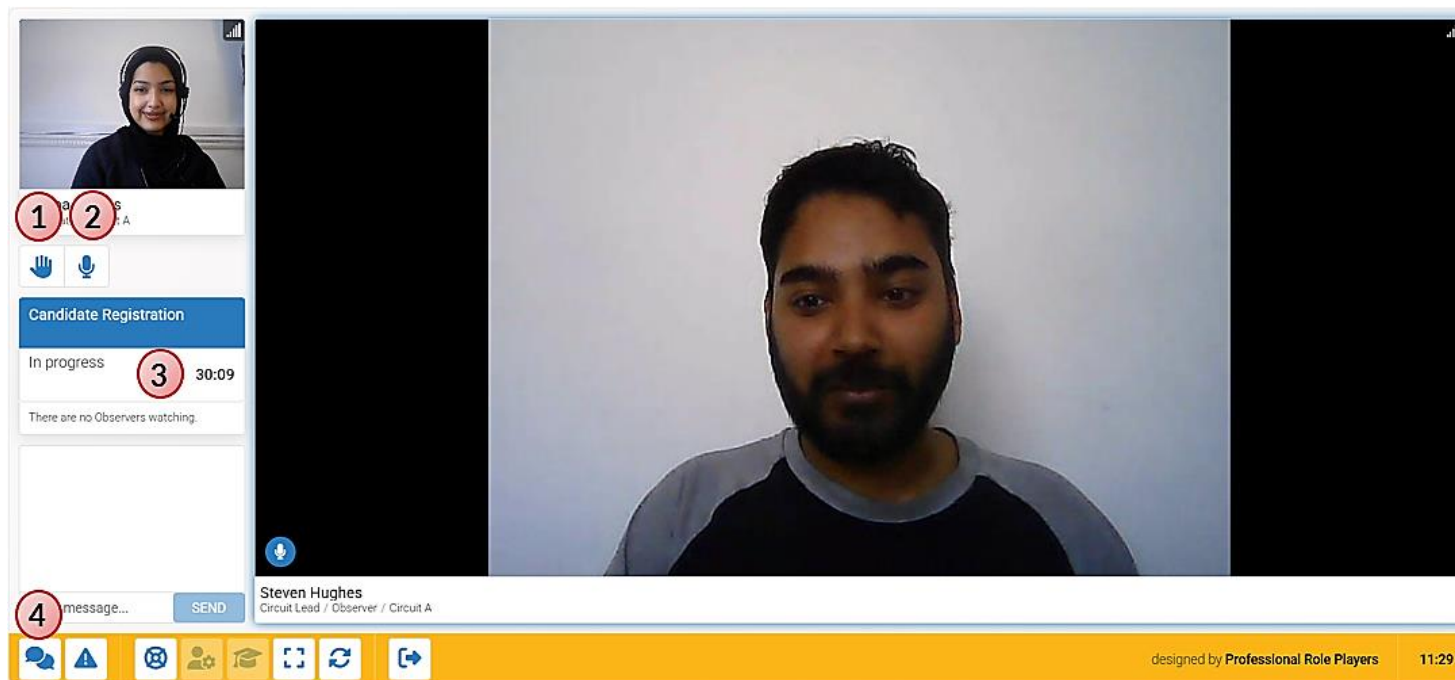 1
2
A
Candidate Registration
In progress
3
30:09
There are no Observers watching.
4
message...
SEND
Steven Hughes
Circuit Lead / Observer / Circuit A
designed by Professional Role Players
11:29